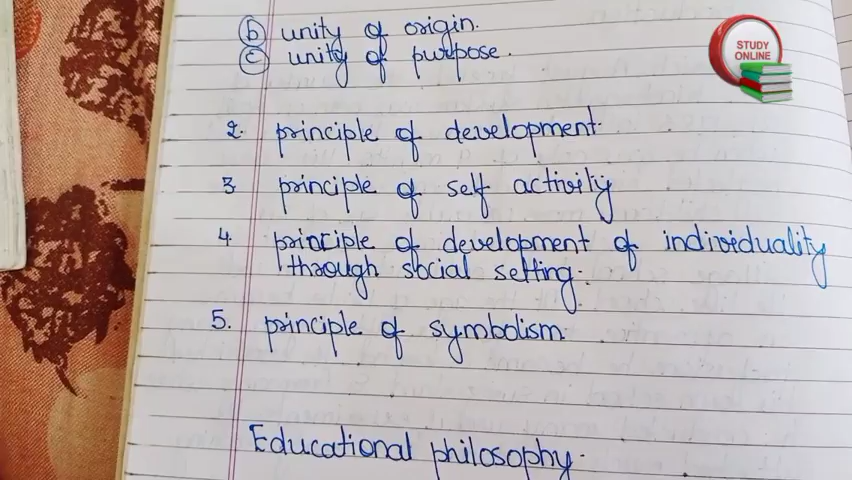 b unity of origin.
c unity of purpose.
STUDY
ONLINE
2. principle of development.
3 principle of self activity
4. principle of development of individuality
through social setting.
5. principle of symbolism.
Educational philosophy.